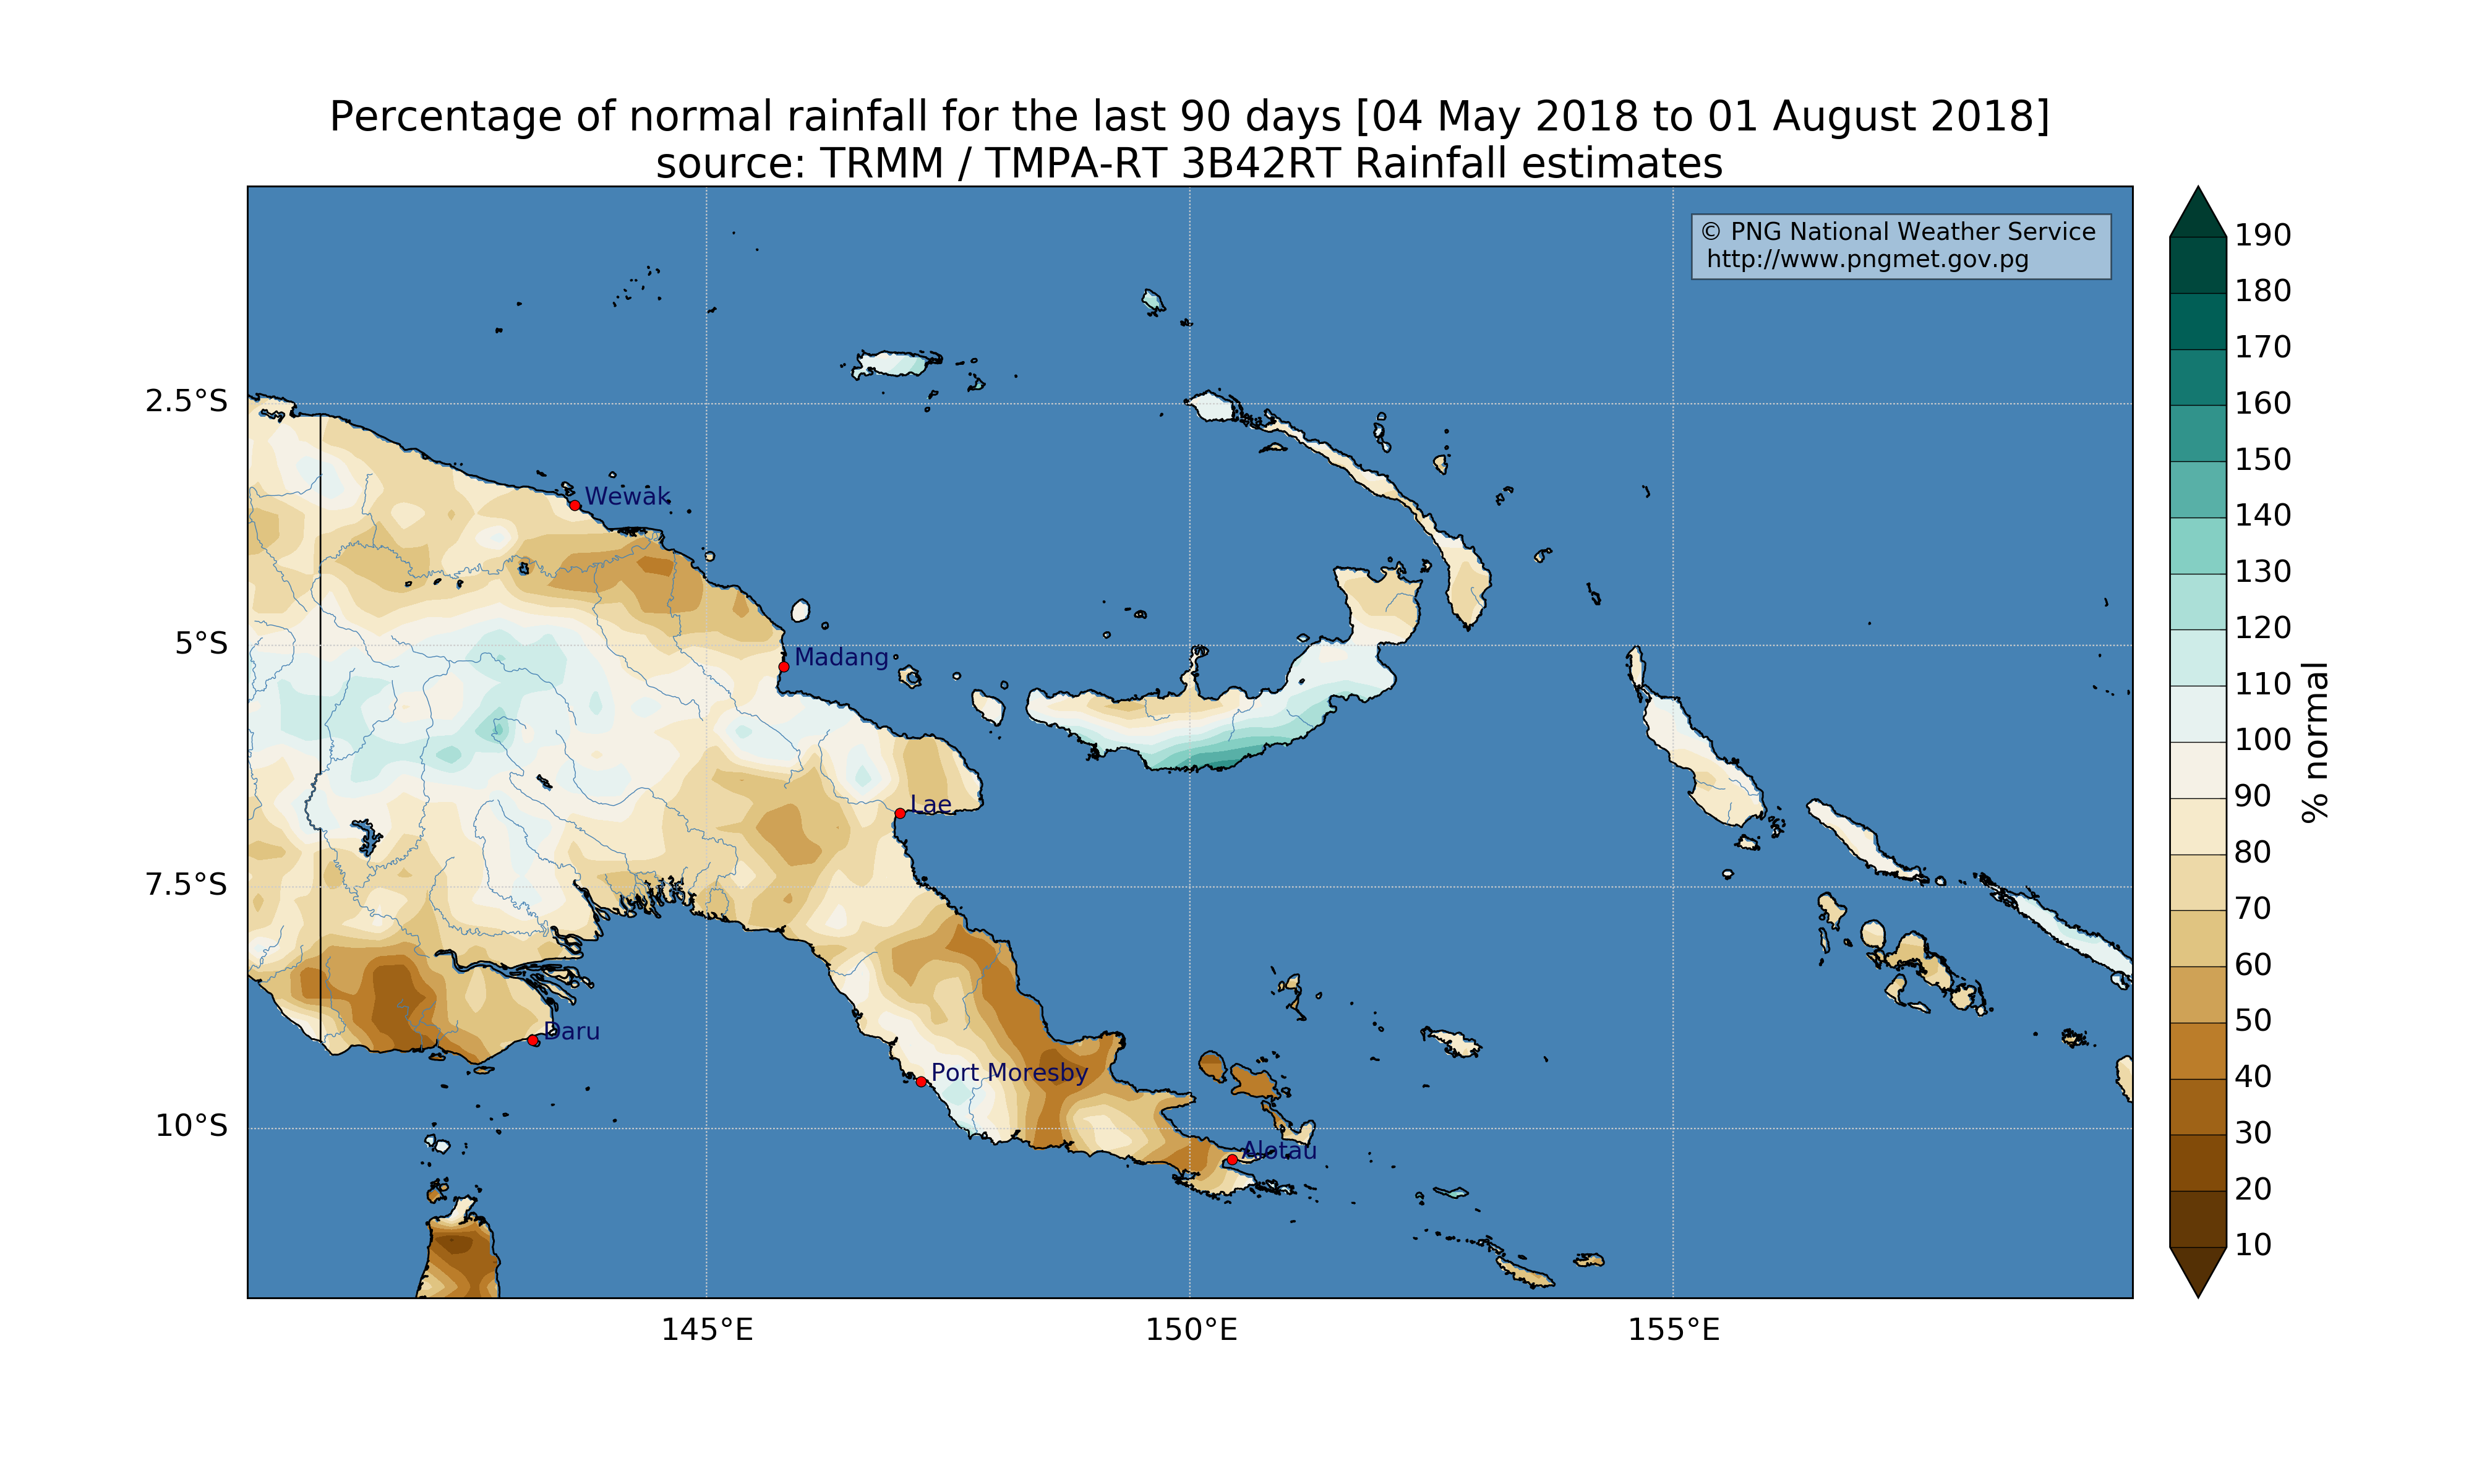 Percentage of normal rainfall for the last 90 days [04 May 2018 to 01 August 2018]
source: TRMM / TMPA-RT 3B42RT Rainfall estimates
© PNG National Weather Service
http://www.pngmet.gov.pg
190
180
170
160
150
140
130
120
110
100
90
80
70
60
50
40
30
20
10
% normal
2.5°S
5°S
7.5°S
10°S
Wewak
Madang
Lae
Daru
Port Moresby
Alotau
145°E
150°E
155°E